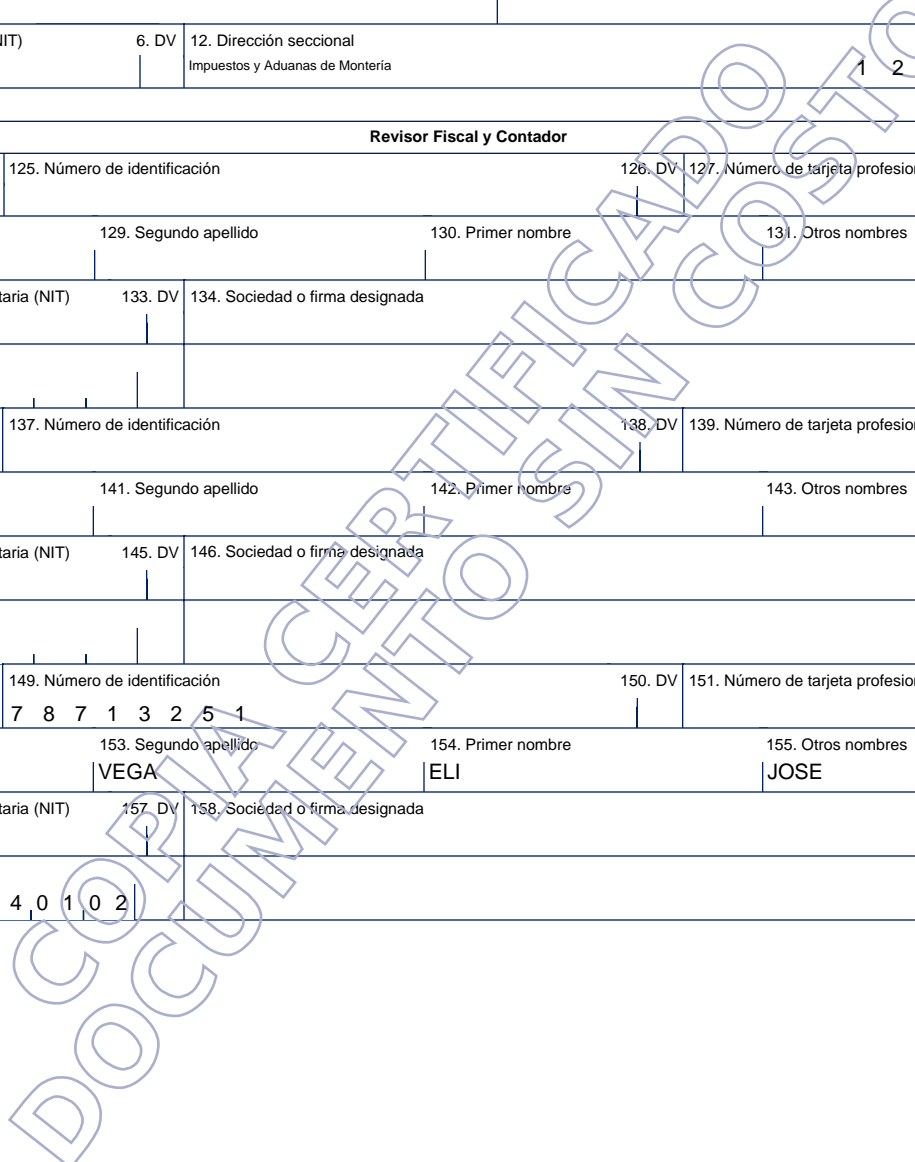 IIT) 6. DV 12. Dirección seccional
Impuestos y Aduanas de Montería 1 2
Revisor Fiscal y Contador
125. Número de identificación 126. DV 127. Número de tarjeta profesion
129. Segundo apellido 130. Primer nombre 131. Otros nombres
taria (NIT) 133. DV 134. Sociedad o firma designada
137. Número de identificación 138. DV 139. Número de tarjeta profesion
141. Segundo apellido 142. Primer nombre 143. Otros nombres
taria (NIT) 145. DV 146. Sociedad o firma designada
149. Número de identificación 150. DV 151. Número de tarjeta profesion
7 8 7 1 3 2 5 1
153. Segundo apellido 154. Primer nombre 155. Otros nombres
VEGA ELI JOSE
taria (NIT) 157. DV 158. Sociedad o firma designada
4 0 1 0 2
COPIA CERTIFICADO
DOCUMENTO SIN COSTO